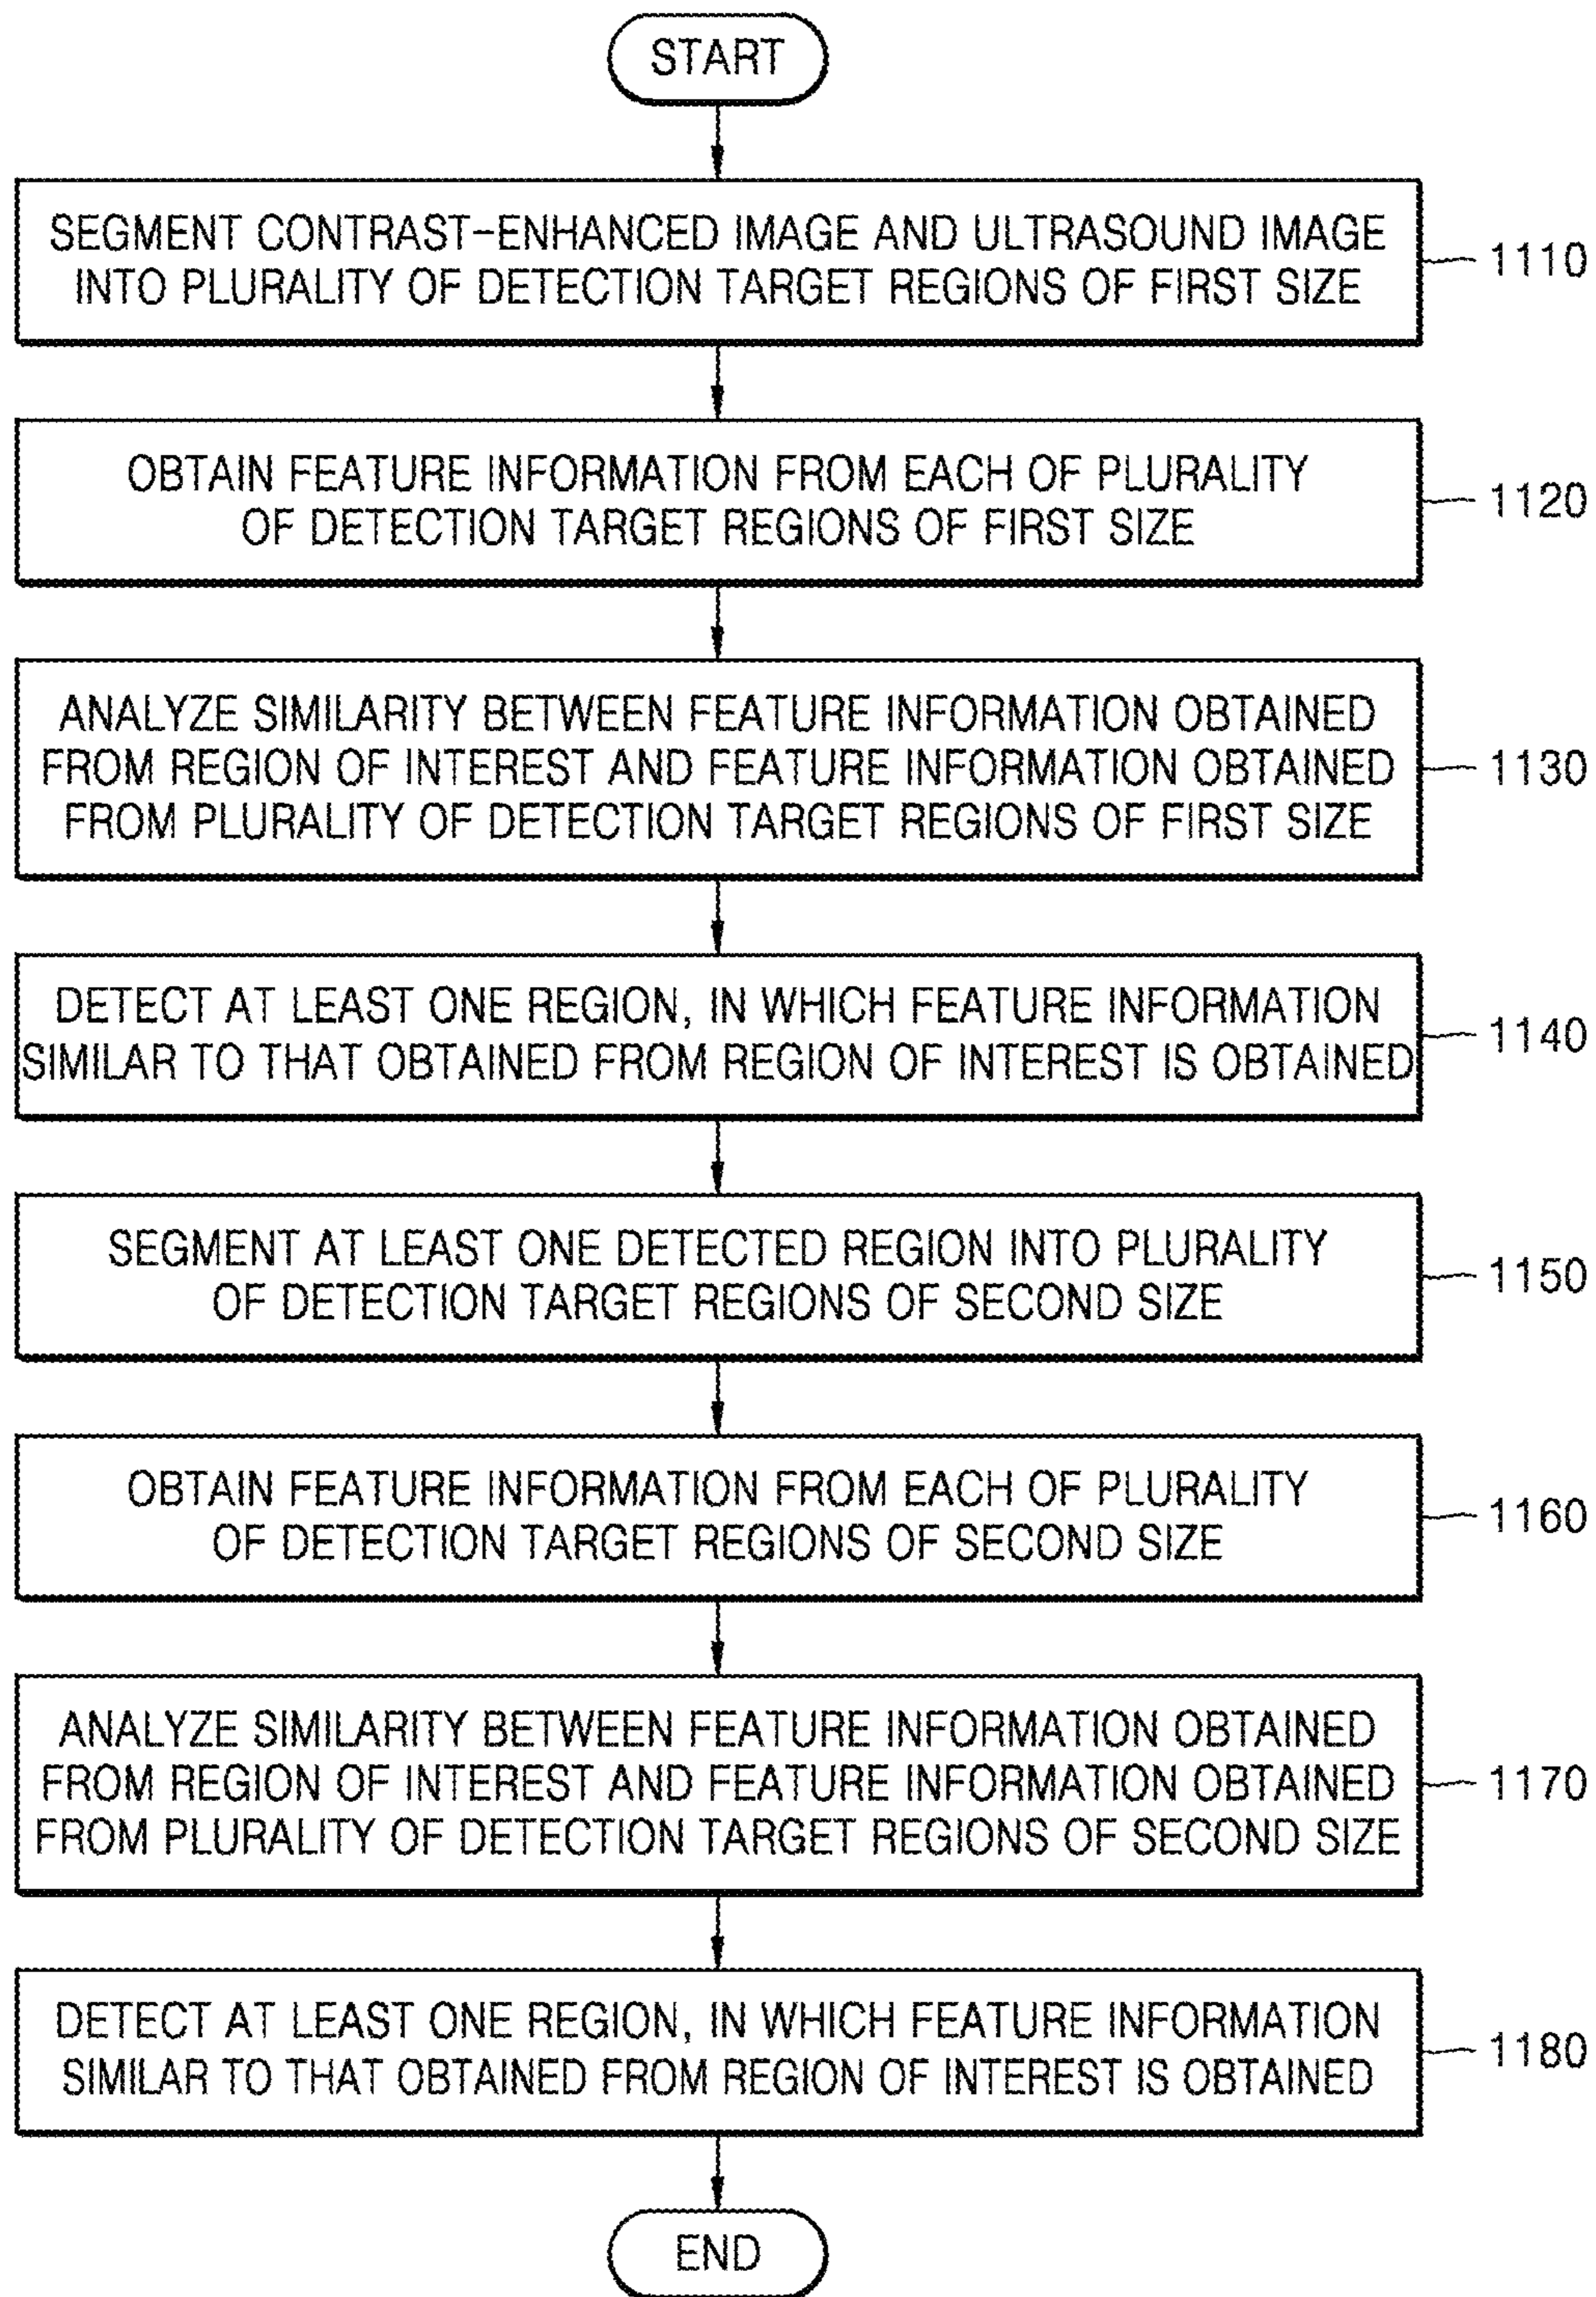 START
SEGMENT CONTRAST-ENHANCED IMAGE AND ULTRASOUND IMAGE
INTO PLURALITY OF DETECTION TARGET REGIONS OF FIRST SIZE
1110
OBTAIN FEATURE INFORMATION FROM EACH OF PLURALITY
OF DETECTION TARGET REGIONS OF FIRST SIZE
1120
ANALYZE SIMILARITY BETWEEN FEATURE INFORMATION OBTAINED
FROM REGION OF INTEREST AND FEATURE INFORMATION OBTAINED
FROM PLURALITY OF DETECTION TARGET REGIONS OF FIRST SIZE
1130
DETECT AT LEAST ONE REGION, IN WHICH FEATURE INFORMATION
SIMILAR TO THAT OBTAINED FROM REGION OF INTEREST IS OBTAINED
1140
SEGMENT AT LEAST ONE DETECTED REGION INTO PLURALITY
OF DETECTION TARGET REGIONS OF SECOND SIZE
1150
OBTAIN FEATURE INFORMATION FROM EACH OF PLURALITY
OF DETECTION TARGET REGIONS OF SECOND SIZE
1160
ANALYZE SIMILARITY BETWEEN FEATURE INFORMATION OBTAINED
FROM REGION OF INTEREST AND FEATURE INFORMATION OBTAINED
FROM PLURALITY OF DETECTION TARGET REGIONS OF SECOND SIZE
1170
DETECT AT LEAST ONE REGION, IN WHICH FEATURE INFORMATION
SIMILAR TO THAT OBTAINED FROM REGION OF INTEREST IS OBTAINED
1180
END